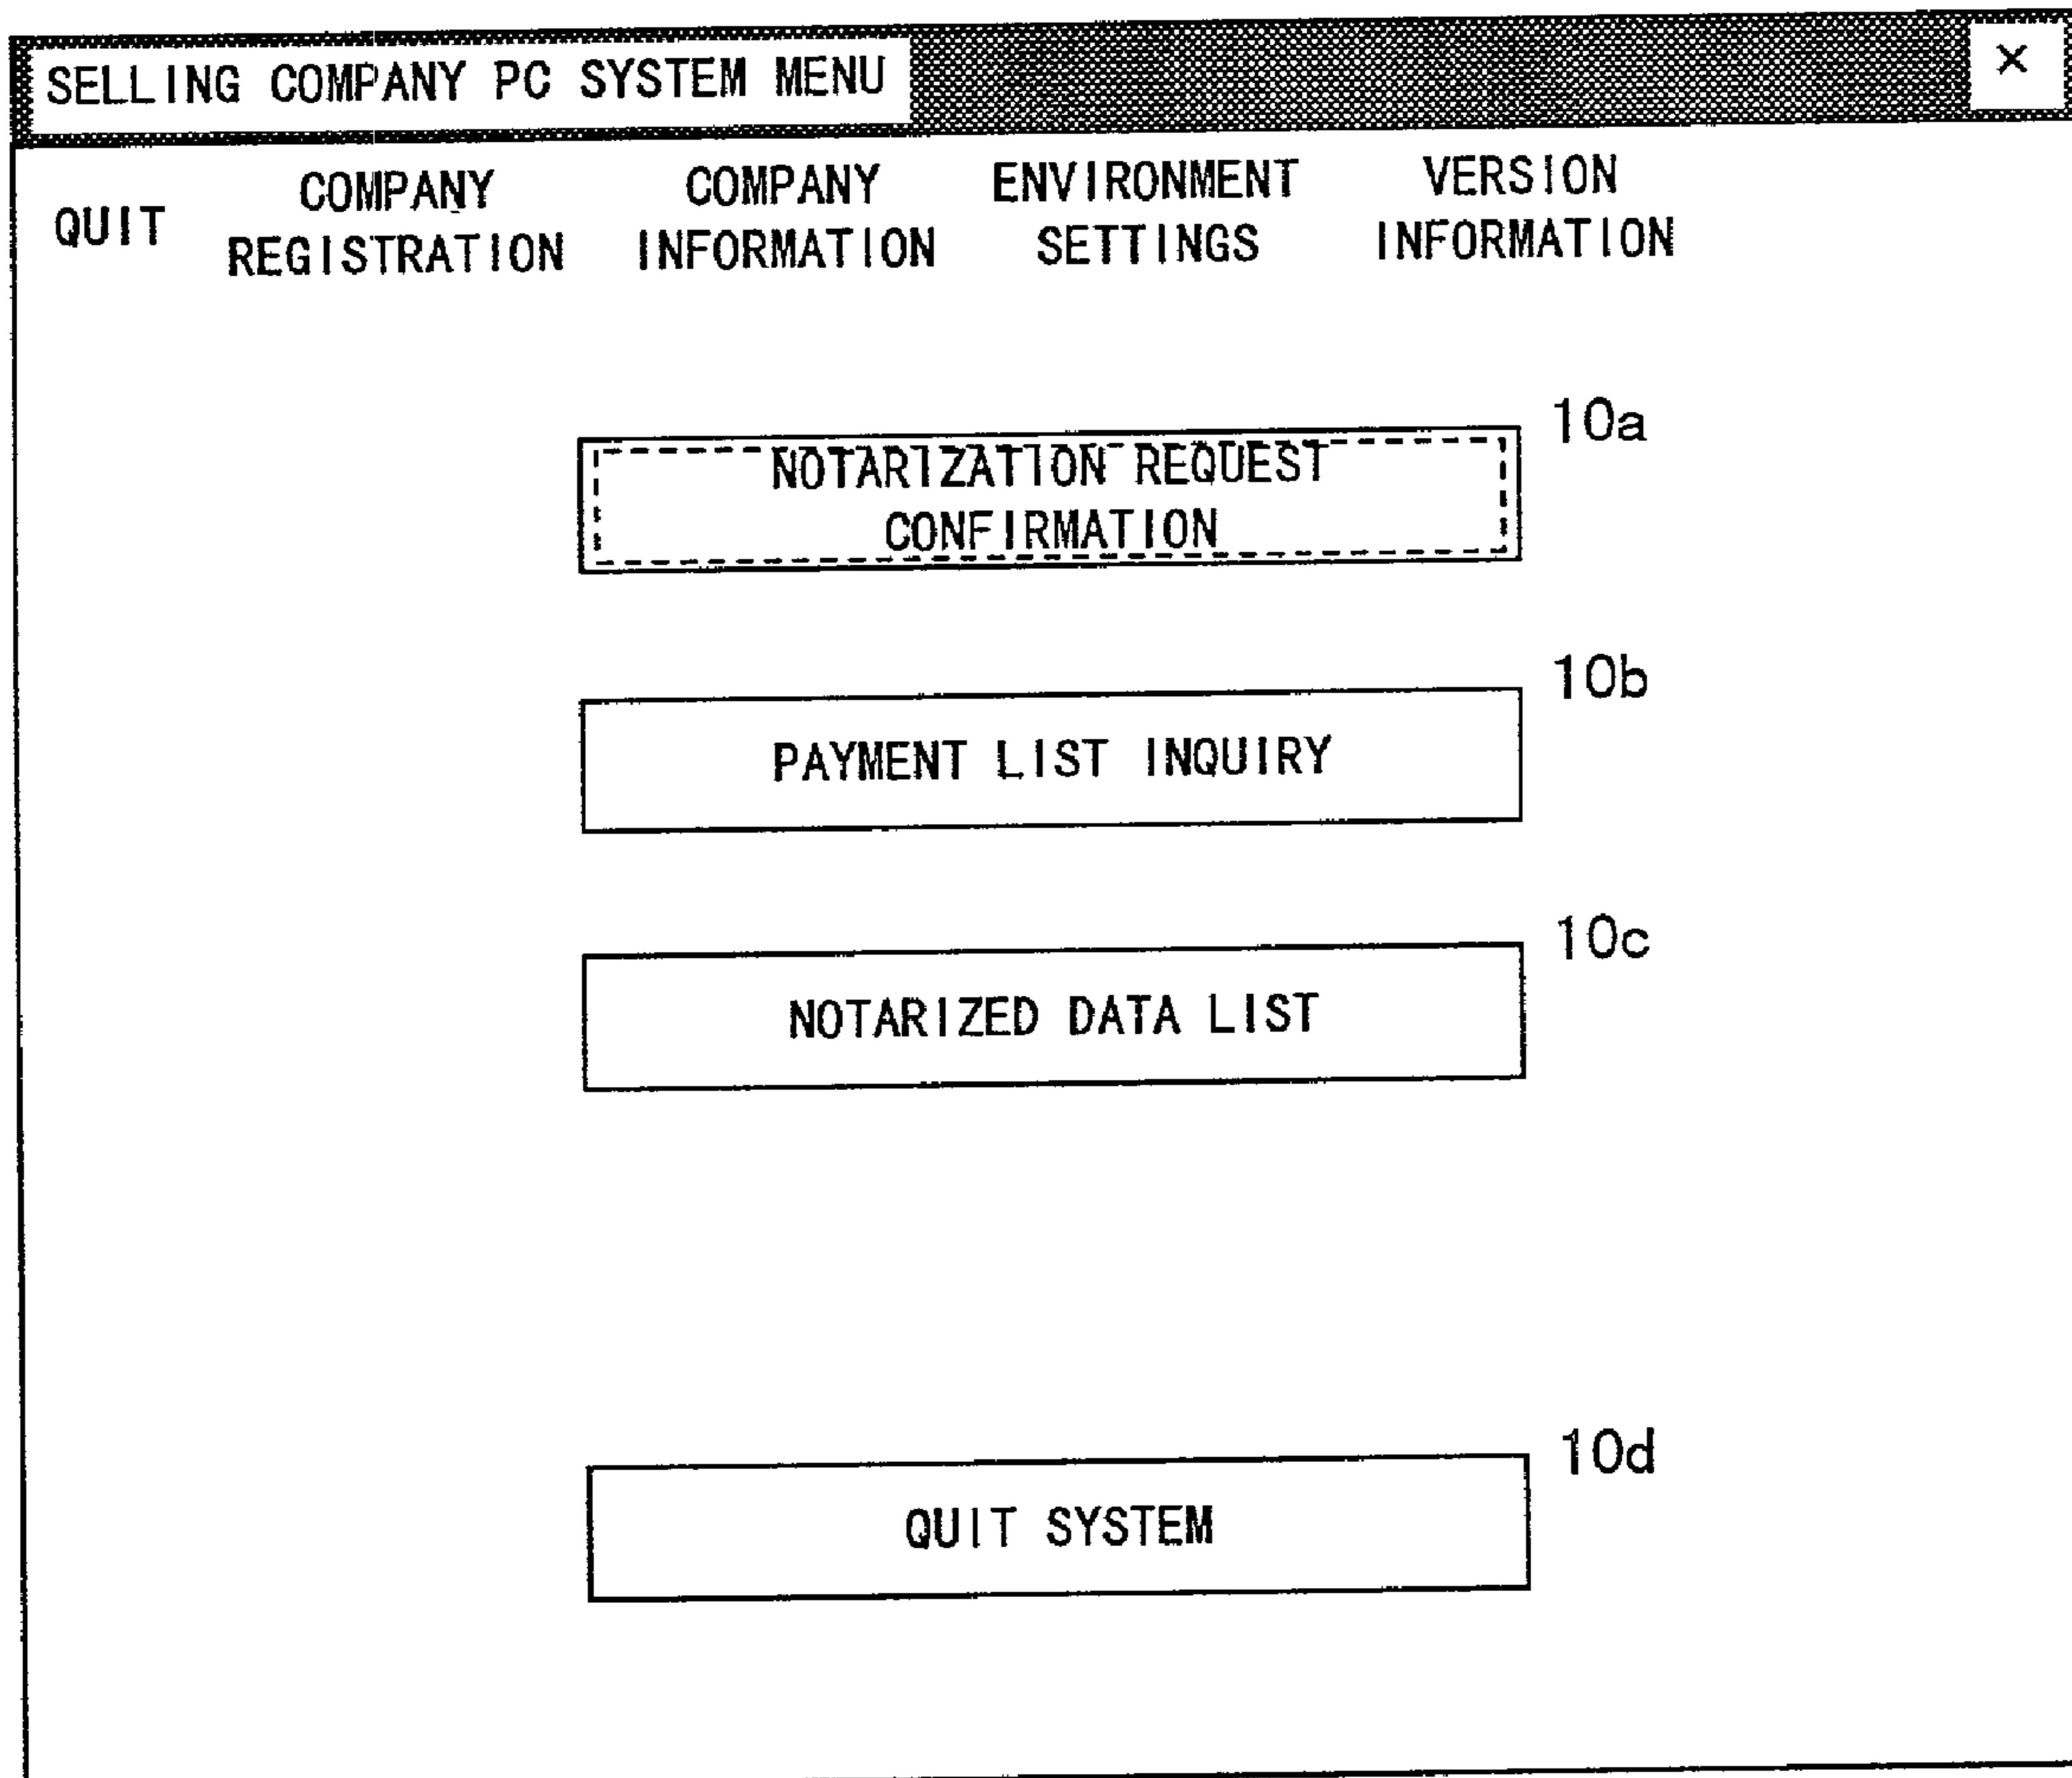 SELLING COMPANY PC SYSTEM MENU
×
QUIT
COMPANY
REGISTRATION
COMPANY
INFORMATION
ENVIRONMENT
SETTINGS
VERSION
INFORMATION
10a
NOTARIZATION REQUEST
CONFIRMATION
10b
PAYMENT LIST INQUIRY
10c
NOTARIZED DATA LIST
10d
QUIT SYSTEM